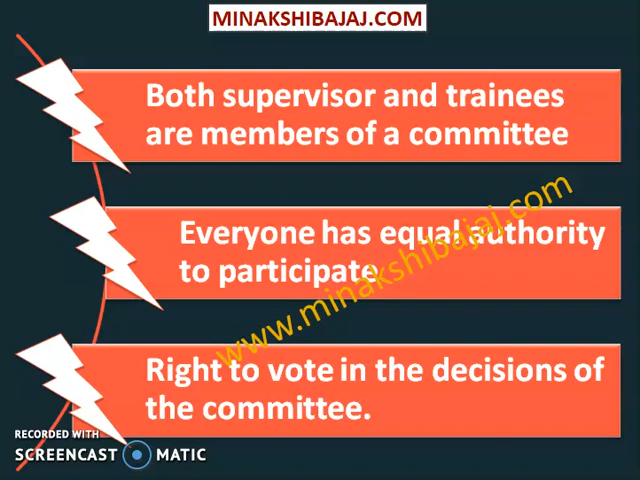 MINAKSHIBAJAJ.COM
Both supervisor and trainees
are members of a committee
Everyone has equal authority
to participate
www.minakshibajaj.com
Right to vote in the decisions of
the committee.
RECORDED WITH
SCREENCAST MATIC